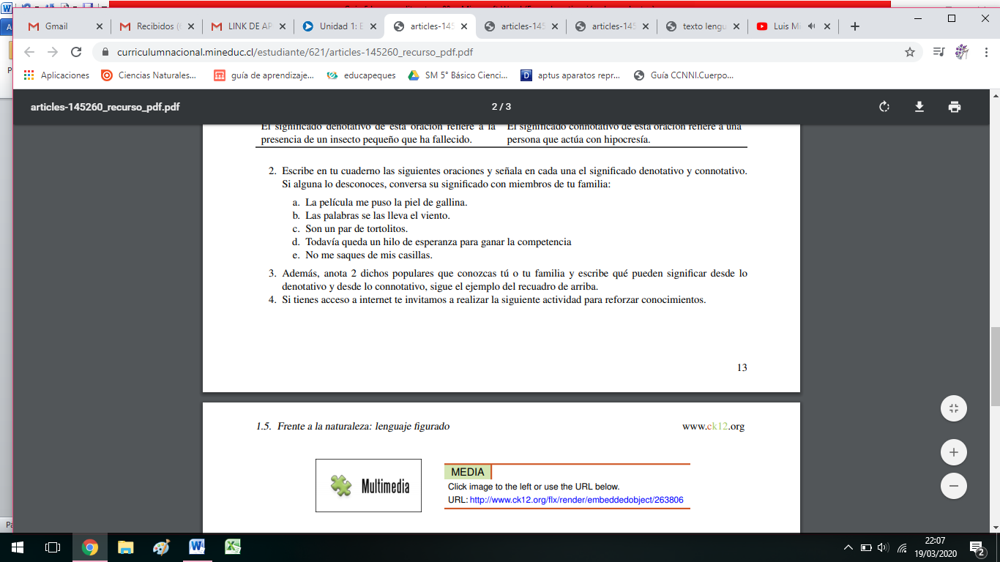 Gmail
Recibidos (
LINK DE AP
Unidad 1: E
articles-145
articles-145
articles-145
texto lengu
Luis Mi
curriculumnacional.mineduc.cl/estudiante/621/articles-145260_recurso_pdf.pdf
Aplicaciones
Ciencias Naturales...
guía de aprendizaje...
educapeques
SM 5° Básico Cienci...
aptus aparatos repr...
Guía CCNNI.Cuerpo...
articles-145260_recurso_pdf.pdf
2 / 3
El significado denotativo de esta oración refiere a la
presencia de un insecto pequeño que ha fallecido.
El significado connotativo de esta oración refiere a una
persona que actúa con hipocresía.
2. Escribe en tu cuaderno las siguientes oraciones y señala en cada una el significado denotativo y connotativo.
Si alguna lo desconoces, conversa su significado con miembros de tu familia:
a. La película me puso la piel de gallina.
b. Las palabras se las lleva el viento.
c. Son un par de tortolitos.
d. Todavía queda un hilo de esperanza para ganar la competencia
e. No me saques de mis casillas.
3. Además, anota 2 dichos populares que conozcas tú o tu familia y escribe qué pueden significar desde lo
denotativo y desde lo connotativo, sigue el ejemplo del recuadro de arriba.
4. Si tienes acceso a internet te invitamos a realizar la siguiente actividad para reforzar conocimientos.
13
1.5. Frente a la naturaleza: lenguaje figurado
www.ck12.org
Multimedia
MEDIA
Click image to the left or use the URL below.
URL: http://www.ck12.org/flx/render/embeddedobject/263806
22:07
19/03/2020
2